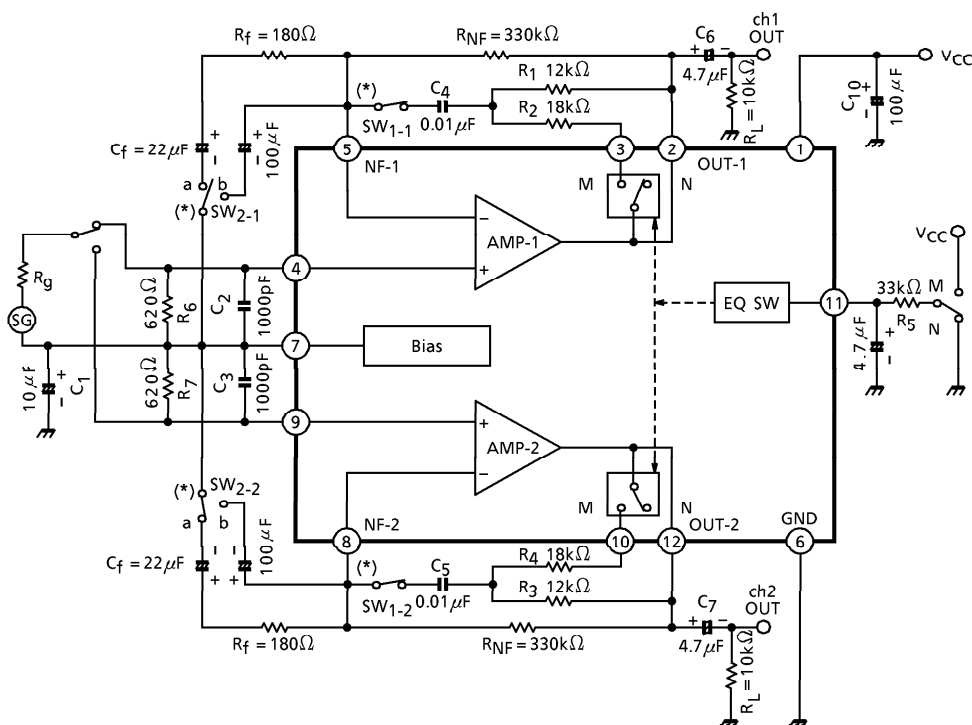 Rf = 180Ω
RNF = 330kΩ
C6
+ −
4.7μF
ch1
OUT
RL = 10kΩ
VCC
C10
+
−
100μF
(*)
SW1-1
C4
0.01μF
R1 12kΩ
R2 18kΩ
Cf = 22μF
+
−
+
−
100μF
a
b
(*)
SW2-1
5
NF-1
3
2
OUT-1
1
M
N
−
AMP-1
+
Rg
SG
4
620Ω
R6
C2
1000pF
EQ SW
11
VCC
33kΩ
R5
M
N
4.7μF
+
−
7
Bias
10μF
+
−
C1
620Ω
R7
C3
1000pF
9
+
AMP-2
−
(*)
SW2-2
a
b
M
N
8
NF-2
10
12
OUT-2
GND
6
Cf = 22μF
−
+
−
+
100μF
(*)
SW1-2
C5
0.01μF
R4 18kΩ
R3 12kΩ
Rf = 180Ω
RNF = 330kΩ
C7
+ −
4.7μF
ch2
OUT
RL = 10kΩ